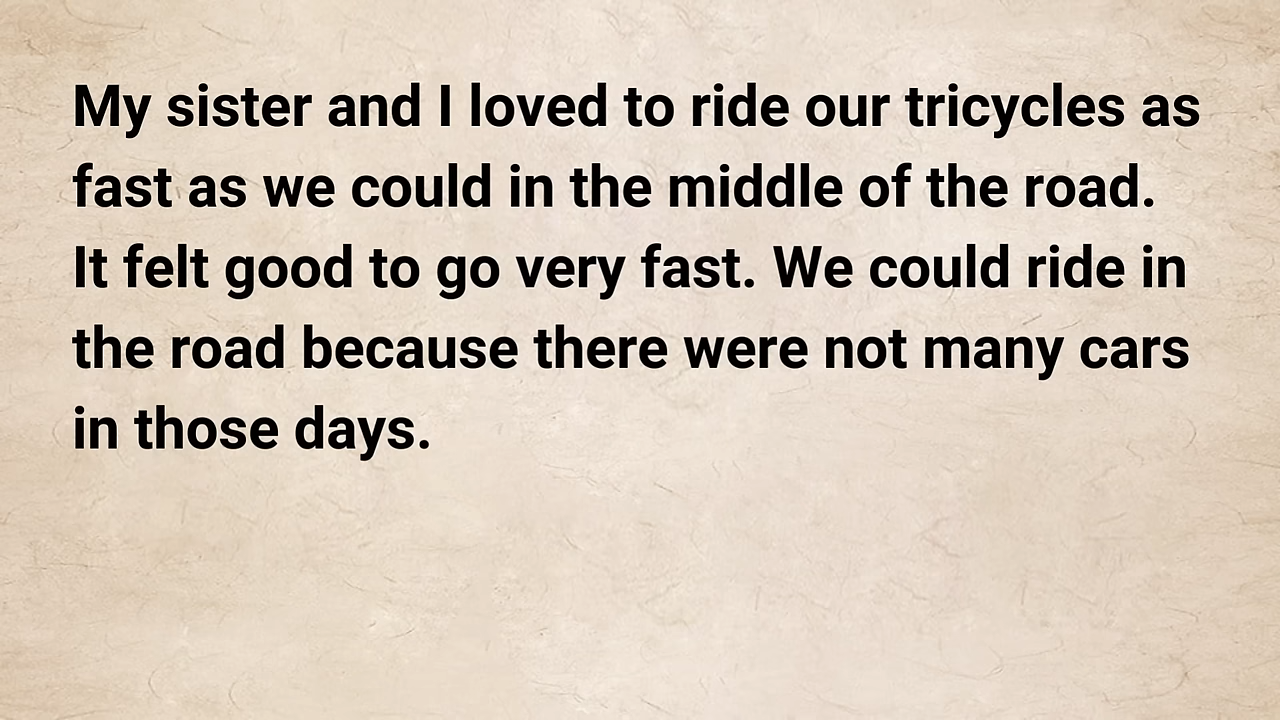 My sister and I loved to ride our tricycles as
fast as we could in the middle of the road.
It felt good to go very fast. We could ride in
the road because there were not many cars
in those days.